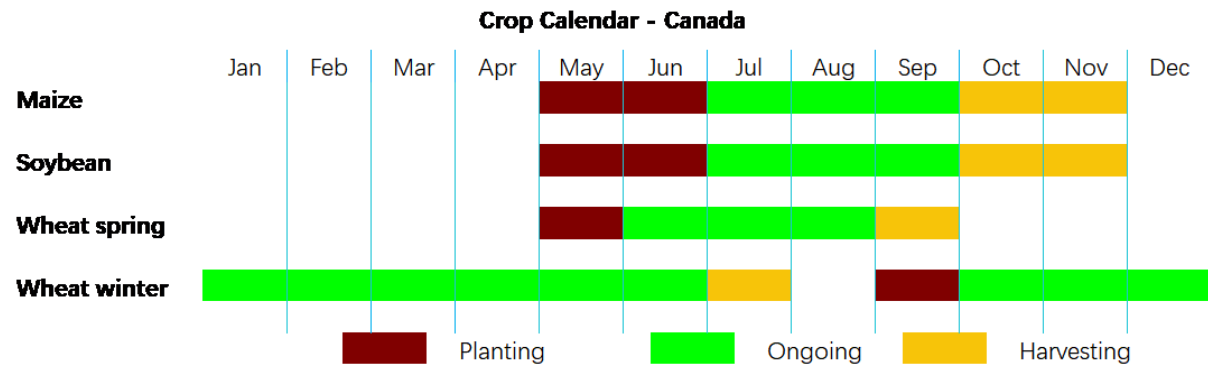 Crop Calendar - Canada
Jan Feb Mar Apr May Jun Jul Aug Sep Oct Nov Dec
Maize
Soybean
Wheat spring
Wheat winter
Planting Ongoing Harvesting